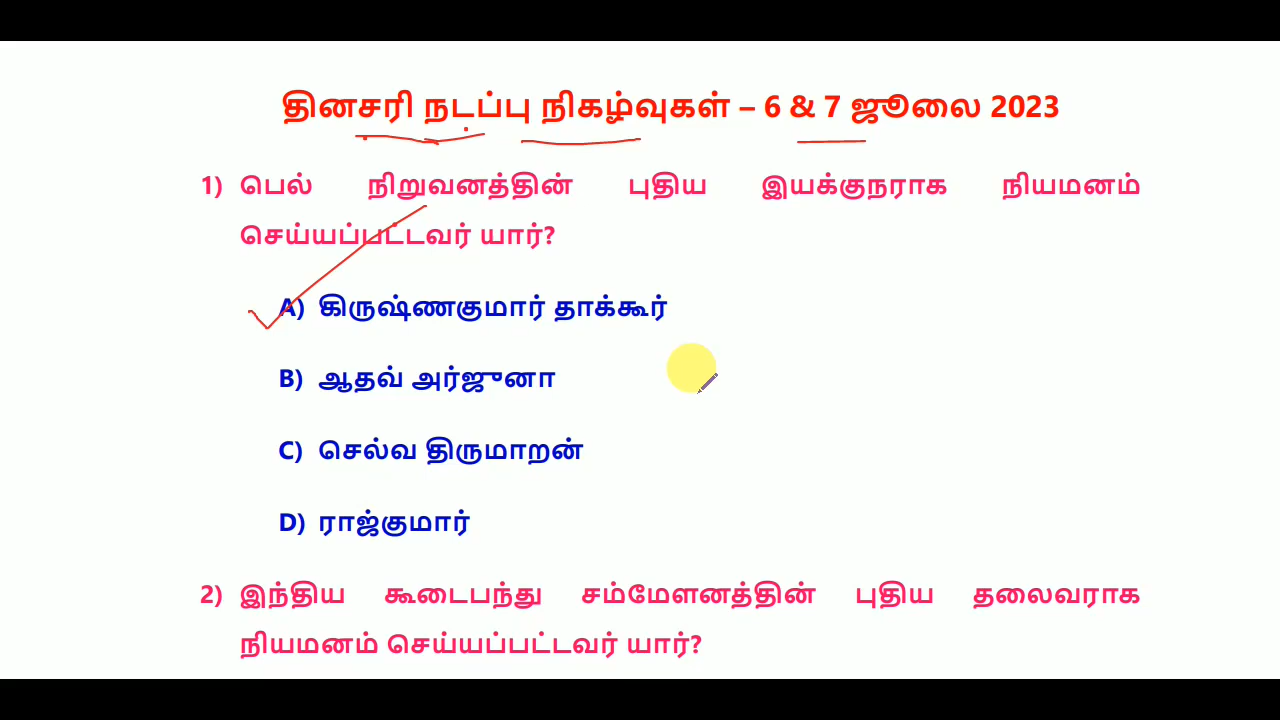 தினசரி நடப்பு நிகழ்வுகள் – 6 & 7 ஜூலை 2023
1) பெல் நிறுவனத்தின் புதிய இயக்குநராக நியமனம்
செய்யப்பட்டவர் யார்?
A) கிருஷ்ணகுமார் தாக்கூர்
B) ஆதவ் அர்ஜுனா
C) செல்வ திருமாறன்
D) ராஜ்குமார்
2) இந்திய கூடைபந்து சம்மேளனத்தின் புதிய தலைவராக
நியமனம் செய்யப்பட்டவர் யார்?